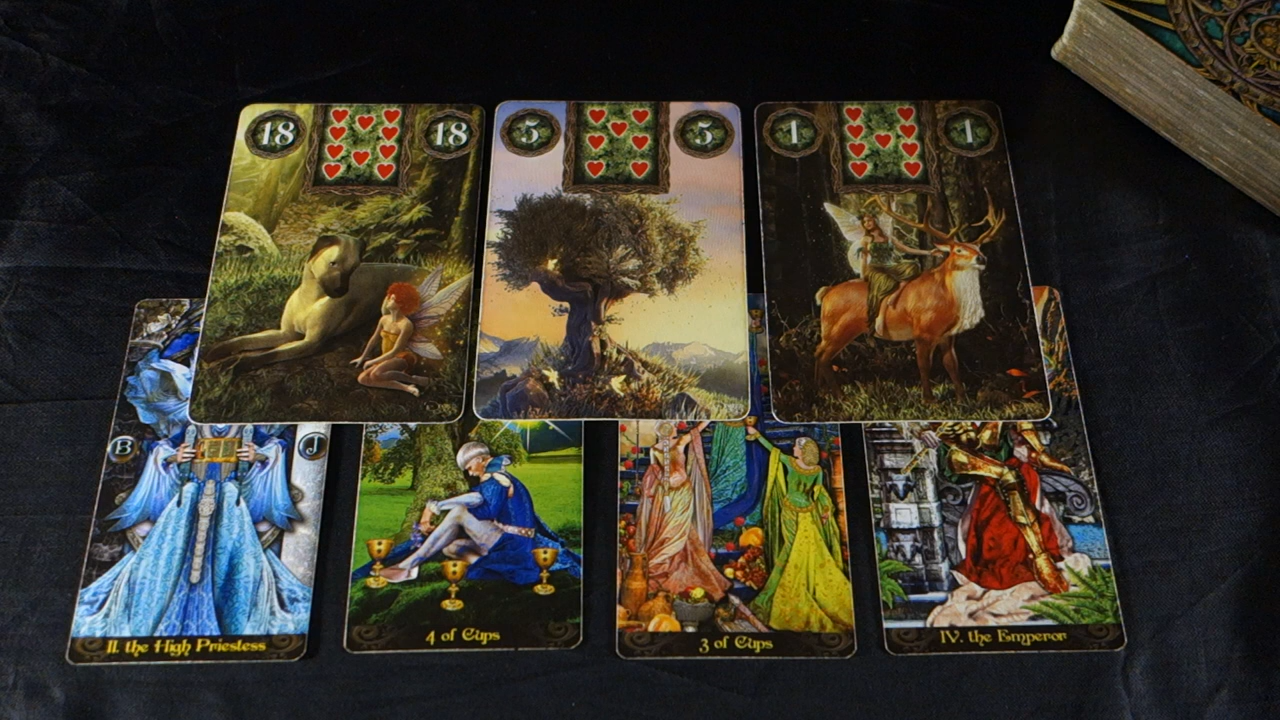 18 18
5 5
1 1
B J
II. the High Priestess
4 of Cups
3 of Cups
IV. the Emperor